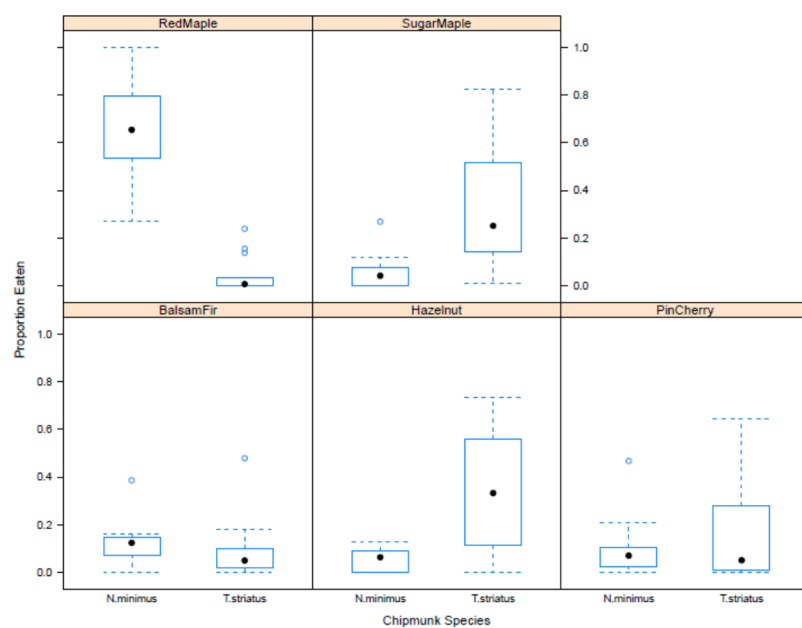 RedMaple
SugarMaple
1.0
0.8
0.6
0.4
0.2
0.0
Proportion Eaten
BalsamFir
Hazelnut
PinCherry
1.0
0.8
0.6
0.4
0.2
0.0
N.minimus
T.striatus
N.minimus
T.striatus
N.minimus
T.striatus
Chipmunk Species